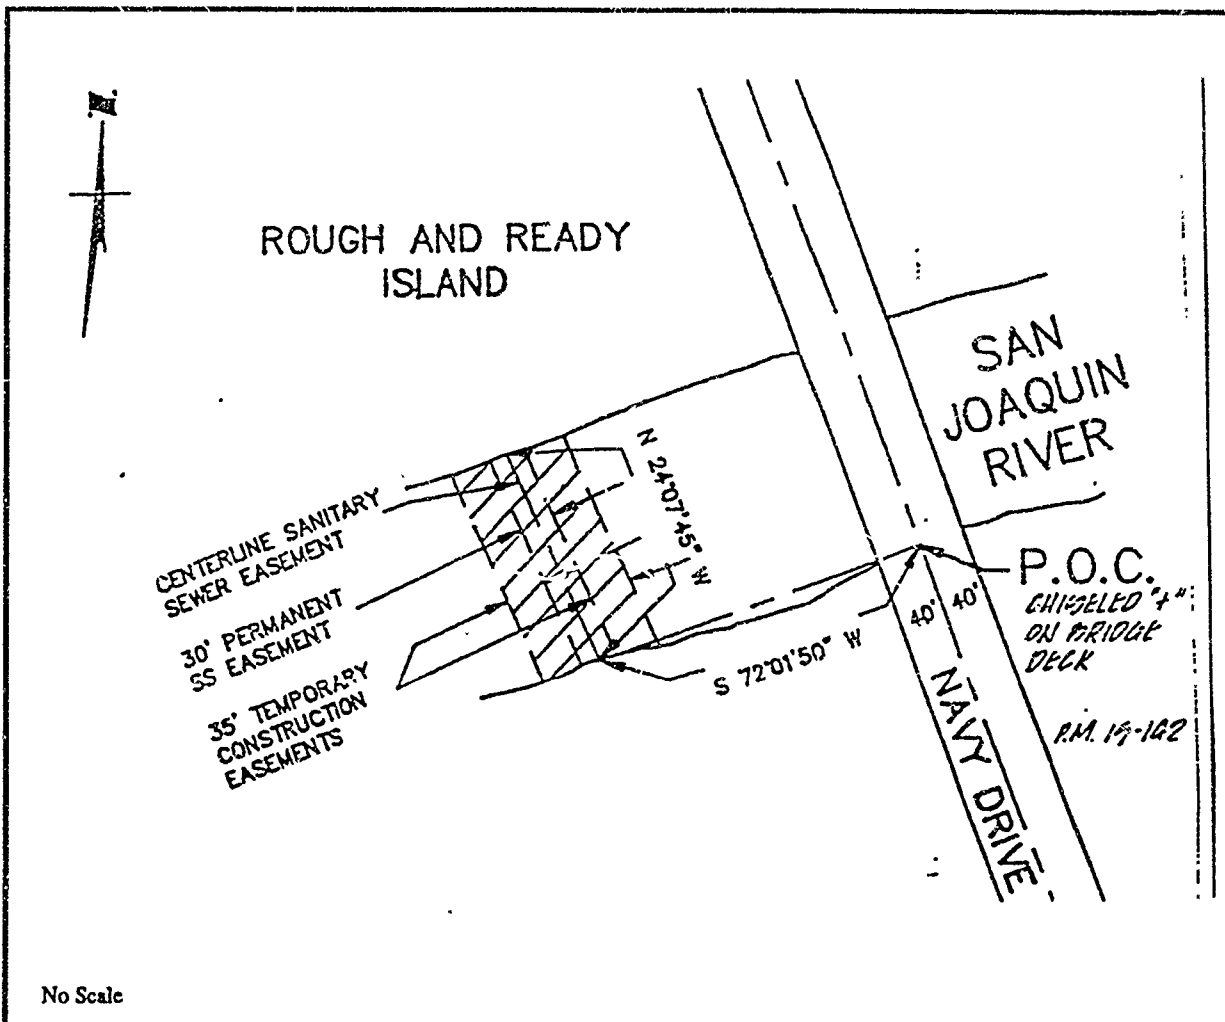 N
ROUGH AND READY
ISLAND
SAN
JOAQUIN
RIVER
N 24°07'45" W
CENTERLINE SANITARY
SEWER EASEMENT
30' PERMANENT
SS EASEMENT
35' TEMPORARY
CONSTRUCTION
EASEMENTS
S 72°01'50" W
40'
40'
P.O.C.
CHISELED "+"
ON BRIDGE
DECK
P.M. 19-162
NAVY DRIVE
No Scale